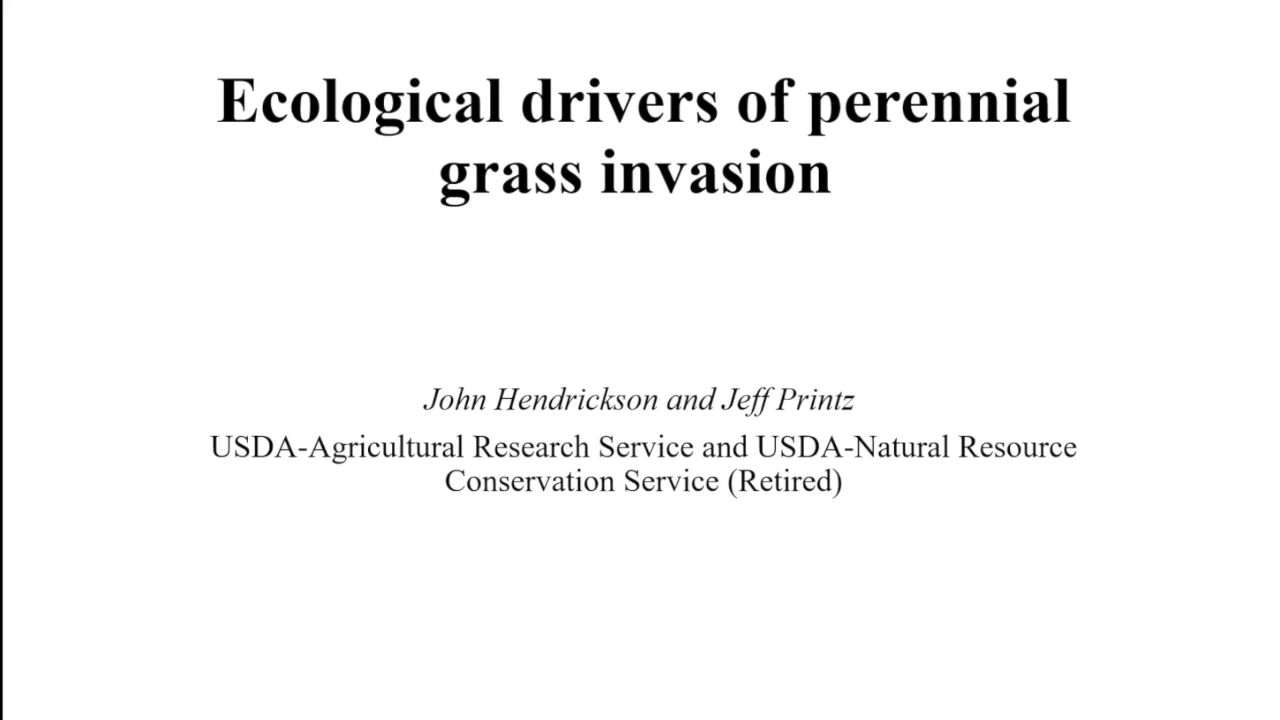 Ecological drivers of perennial
grass invasion
John Hendrickson and Jeff Printz
USDA-Agricultural Research Service and USDA-Natural Resource
Conservation Service (Retired)